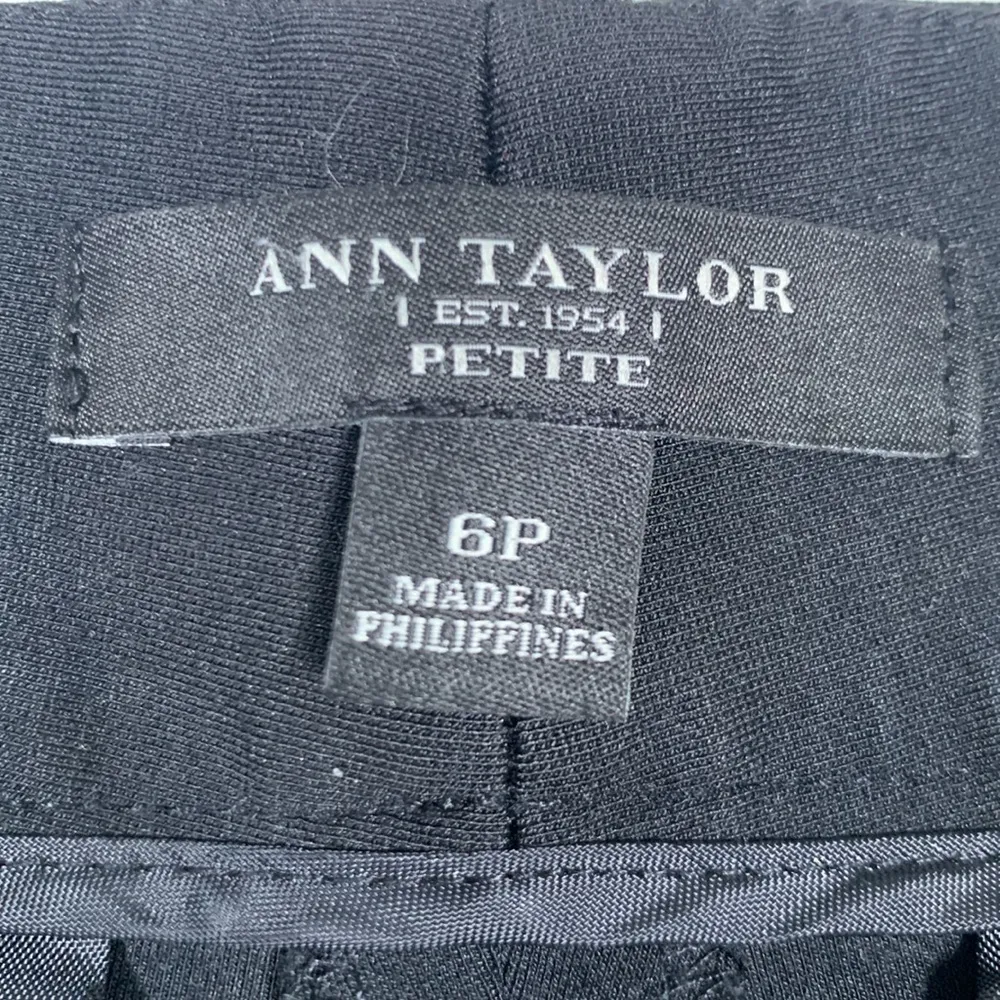 ANN TAYLOR
| EST. 1954 |
PETITE
6P
MADE IN
PHILIPPINES